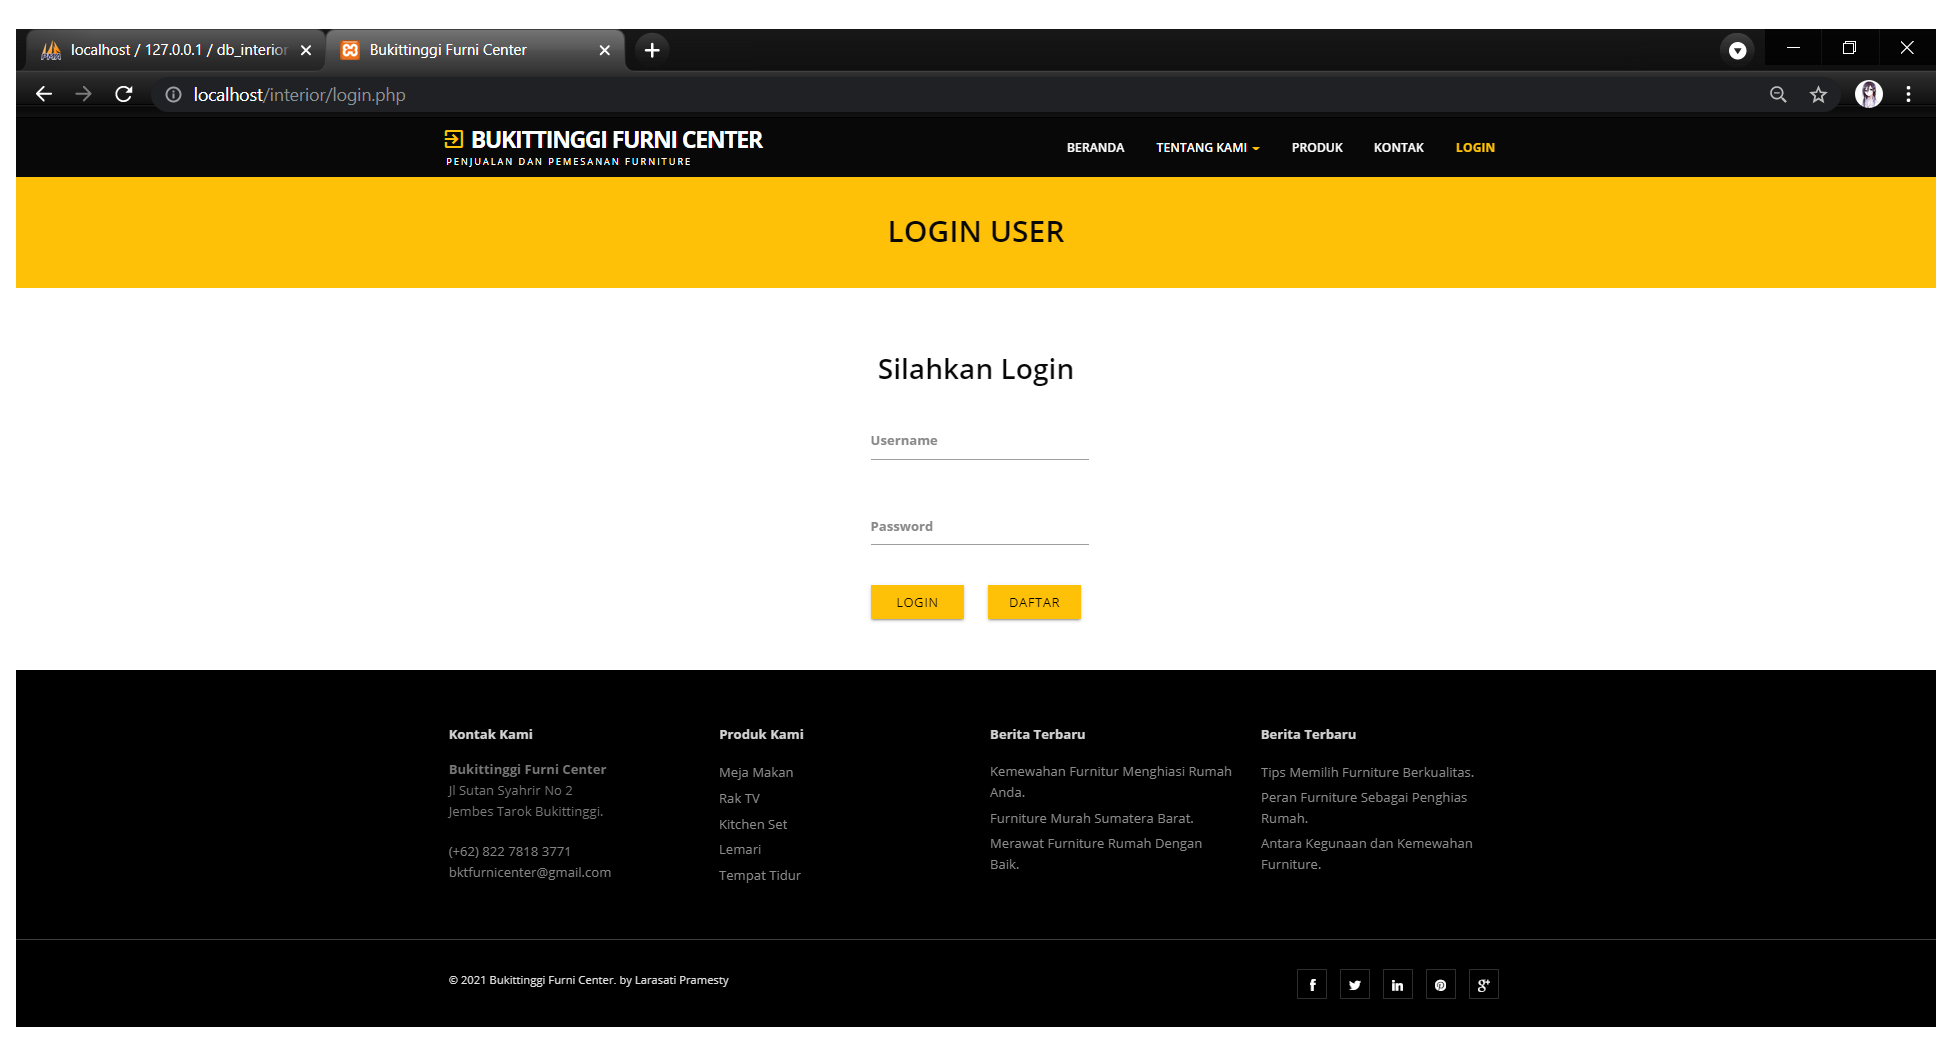 localhost / 127.0.0.1 / db_interior
Bukittinggi Furni Center
localhost/interior/login.php
BUKITTINGGI FURNI CENTER
PENJUALAN DAN PEMESANAN FURNITURE
BERANDA TENTANG KAMI PRODUK KONTAK LOGIN
LOGIN USER
Silahkan Login
Username
Password
LOGIN DAFTAR
Kontak Kami
Bukittinggi Furni Center
Jl Sutan Syahrir No 2
Jembes Tarok Bukittinggi.
(+62) 822 7818 3771
bktfurnicenter@gmail.com
Produk Kami
Meja Makan
Rak TV
Kitchen Set
Lemari
Tempat Tidur
Berita Terbaru
Kemewahan Furnitur Menghiasi Rumah
Anda.
Furniture Murah Sumatera Barat.
Merawat Furniture Rumah Dengan
Baik.
Berita Terbaru
Tips Memilih Furniture Berkualitas.
Peran Furniture Sebagai Penghias
Rumah.
Antara Kegunaan dan Kemewahan
Furniture.
© 2021 Bukittinggi Furni Center. by Larasati Pramesty